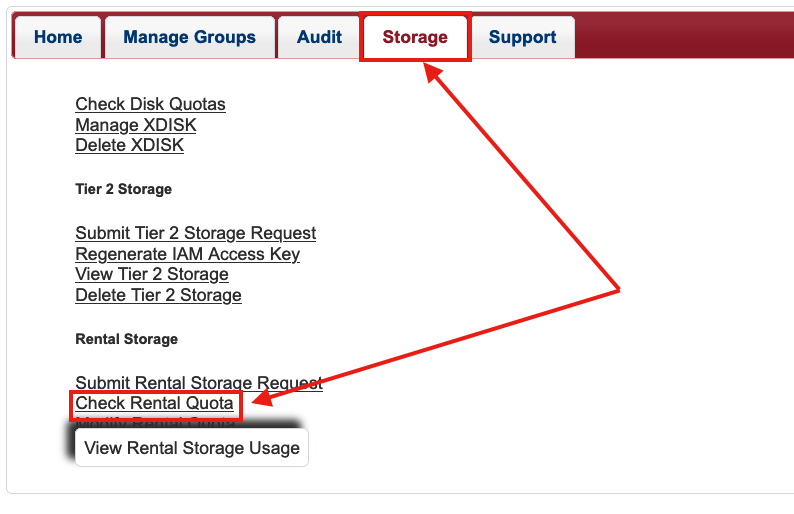 Home Manage Groups Audit Storage Support
Check Disk Quotas
Manage XDISK
Delete XDISK
Tier 2 Storage
Submit Tier 2 Storage Request
Regenerate IAM Access Key
View Tier 2 Storage
Delete Tier 2 Storage
Rental Storage
Submit Rental Storage Request
Check Rental Quota
View Rental Storage Usage